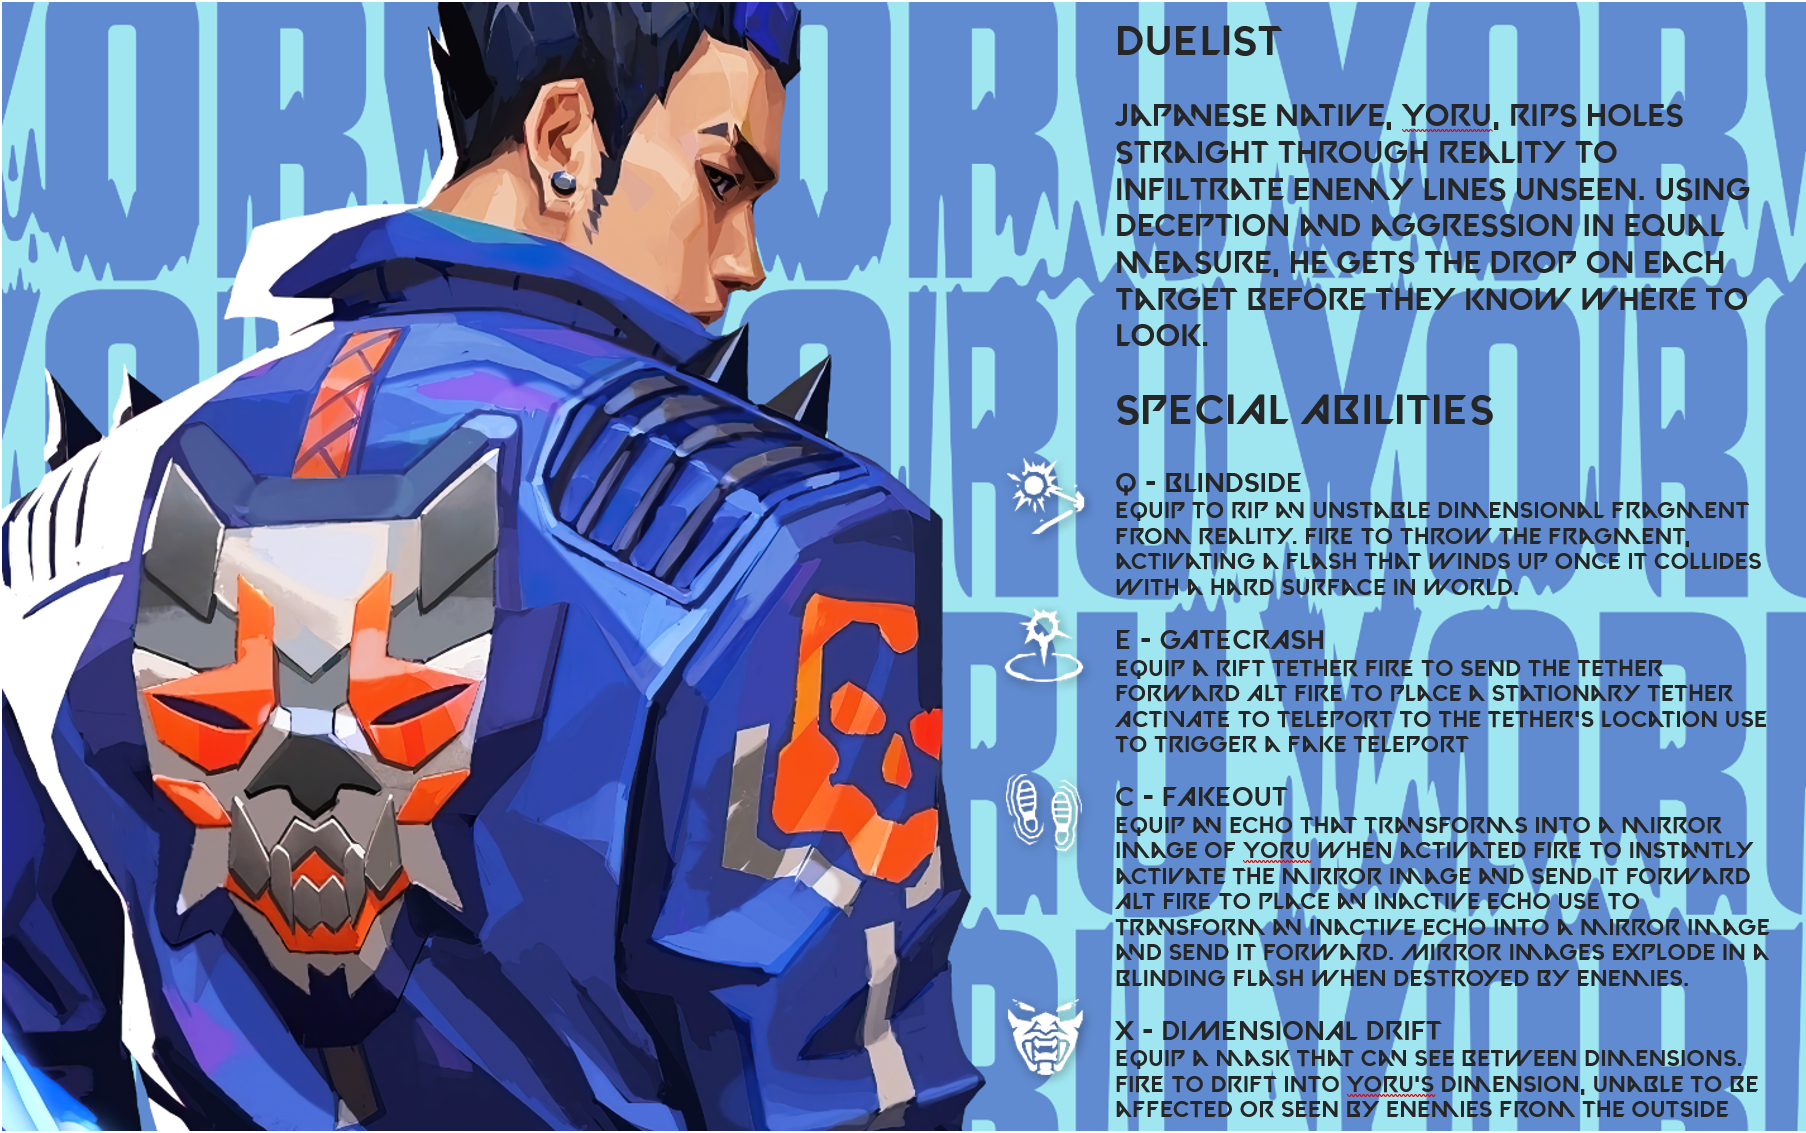 DUELIST
JAPANESE NATIVE, YORU, RIPS HOLES
STRAIGHT THROUGH REALITY TO
INFILTRATE ENEMY LINES UNSEEN. USING
DECEPTION AND AGGRESSION IN EQUAL
MEASURE, HE GETS THE DROP ON EACH
TARGET BEFORE THEY KNOW WHERE TO
LOOK.
SPECIAL ABILITIES
Q - BLINDSIDE
EQUIP TO RIP AN UNSTABLE DIMENSIONAL FRAGMENT
FROM REALITY. FIRE TO THROW THE FRAGMENT,
ACTIVATING A FLASH THAT WINDS UP ONCE IT COLLIDES
WITH A HARD SURFACE IN WORLD.
E - GATECRASH
EQUIP A RIFT TETHER FIRE TO SEND THE TETHER
FORWARD ALT FIRE TO PLACE A STATIONARY TETHER
ACTIVATE TO TELEPORT TO THE TETHER'S LOCATION USE
TO TRIGGER A FAKE TELEPORT
C - FAKEOUT
EQUIP AN ECHO THAT TRANSFORMS INTO A MIRROR
IMAGE OF YORU WHEN ACTIVATED FIRE TO INSTANTLY
ACTIVATE THE MIRROR IMAGE AND SEND IT FORWARD
ALT FIRE TO PLACE AN INACTIVE ECHO USE TO
TRANSFORM AN INACTIVE ECHO INTO A MIRROR IMAGE
AND SEND IT FORWARD. MIRROR IMAGES EXPLODE IN A
BLINDING FLASH WHEN DESTROYED BY ENEMIES.
X - DIMENSIONAL DRIFT
EQUIP A MASK THAT CAN SEE BETWEEN DIMENSIONS.
FIRE TO DRIFT INTO YORU'S DIMENSION, UNABLE TO BE
AFFECTED OR SEEN BY ENEMIES FROM THE OUTSIDE